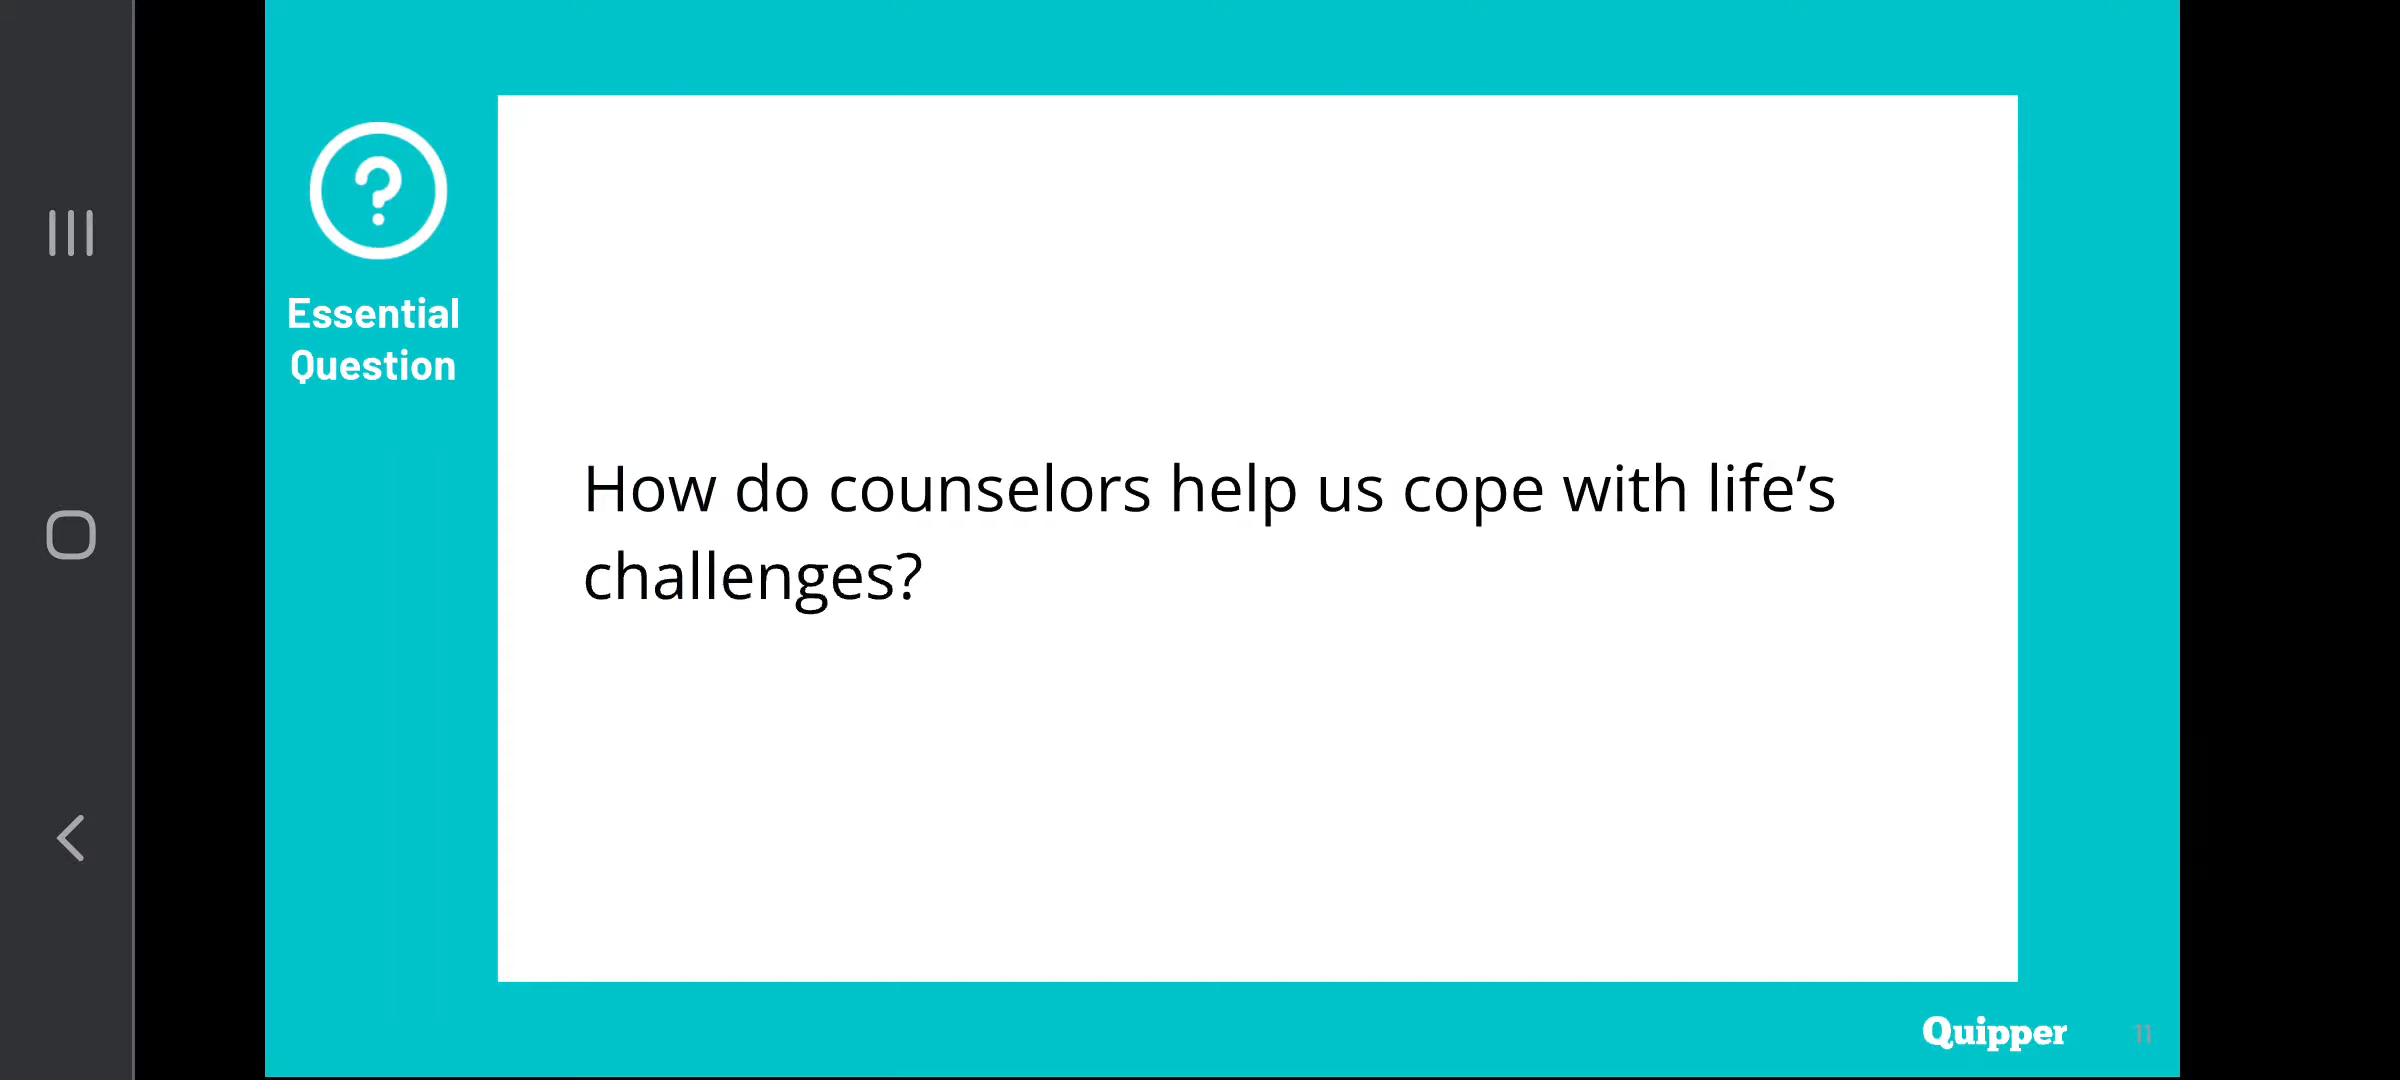 Essential
Question
How do counselors help us cope with life’s
challenges?
Quipper
11